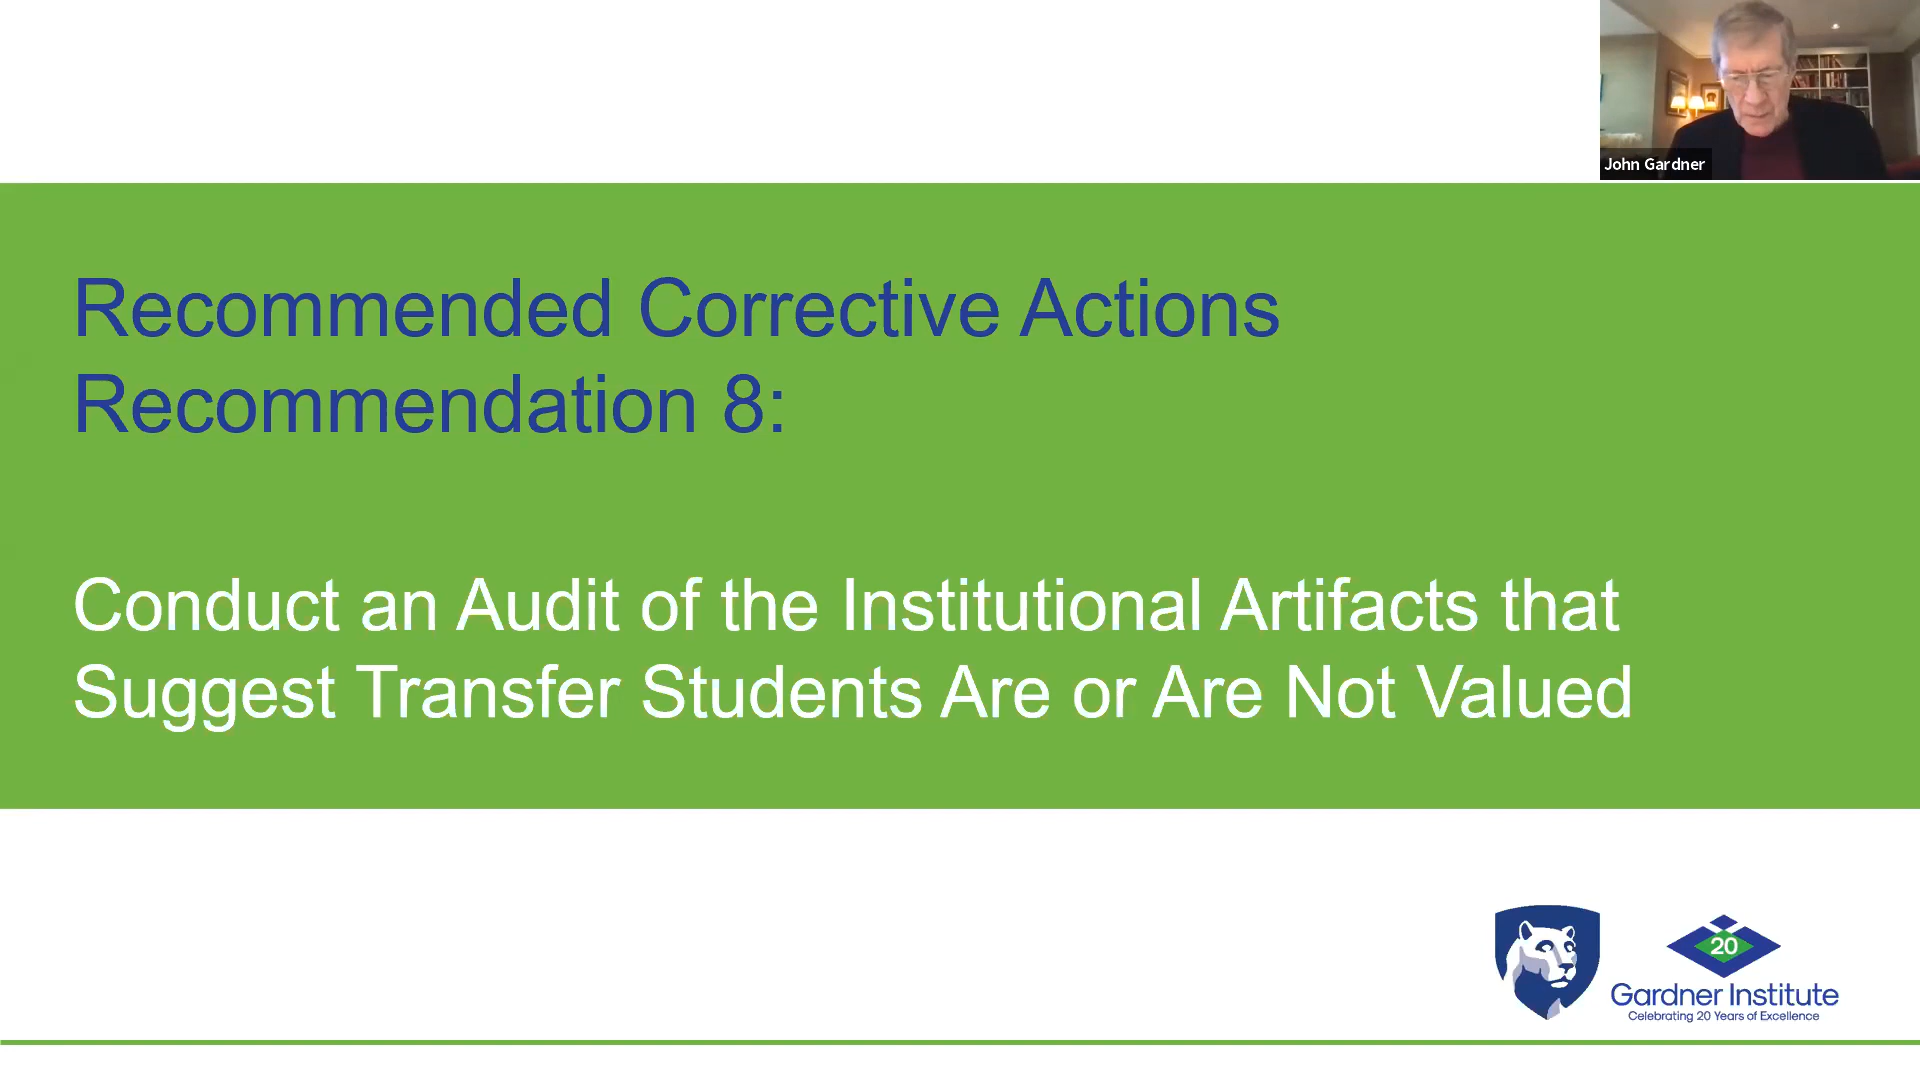 John Gardner
Recommended Corrective Actions
Recommendation 8:
Conduct an Audit of the Institutional Artifacts that
Suggest Transfer Students Are or Are Not Valued
20
Gardner Institute
Celebrating 20 Years of Excellence